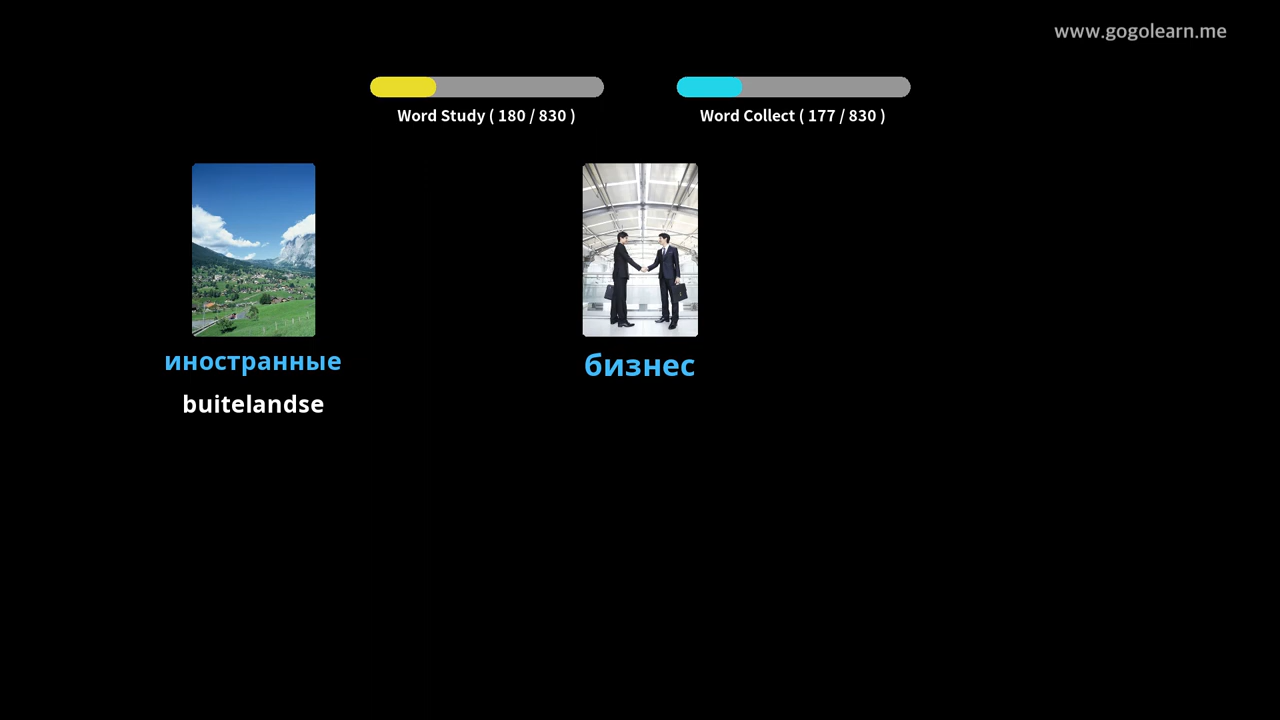 www.gogolearn.me
Word Study ( 180 / 830 )
Word Collect ( 177 / 830 )
иностранные
buitelandse
бизнес